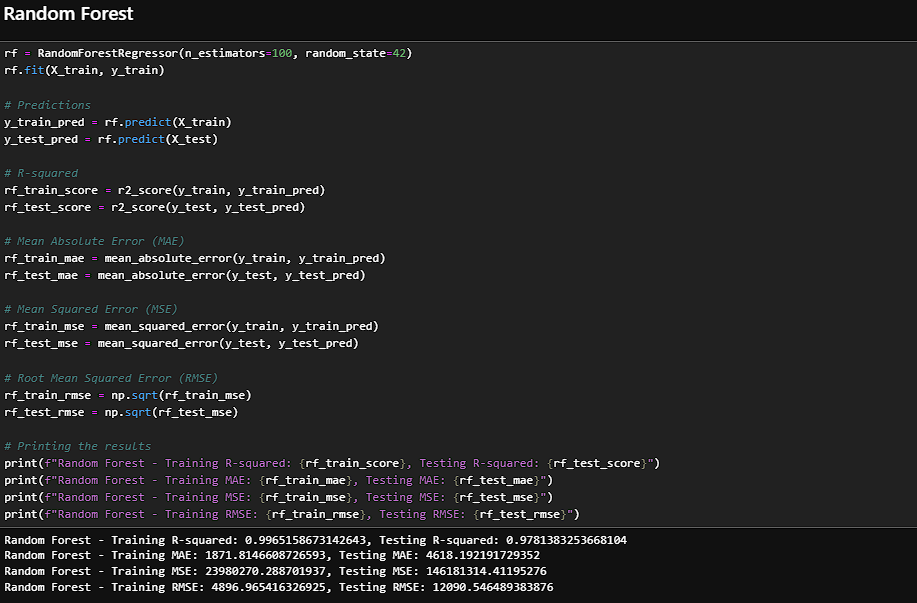 Random Forest
rf = RandomForestRegressor(n_estimators=100, random_state=42)
rf.fit(X_train, y_train)
# Predictions
y_train_pred = rf.predict(X_train)
y_test_pred = rf.predict(X_test)
# R-squared
rf_train_score = r2_score(y_train, y_train_pred)
rf_test_score = r2_score(y_test, y_test_pred)
# Mean Absolute Error (MAE)
rf_train_mae = mean_absolute_error(y_train, y_train_pred)
rf_test_mae = mean_absolute_error(y_test, y_test_pred)
# Mean Squared Error (MSE)
rf_train_mse = mean_squared_error(y_train, y_train_pred)
rf_test_mse = mean_squared_error(y_test, y_test_pred)
# Root Mean Squared Error (RMSE)
rf_train_rmse = np.sqrt(rf_train_mse)
rf_test_rmse = np.sqrt(rf_test_mse)
# Printing the results
print(f"Random Forest - Training R-squared: {rf_train_score}, Testing R-squared: {rf_test_score}")
print(f"Random Forest - Training MAE: {rf_train_mae}, Testing MAE: {rf_test_mae}")
print(f"Random Forest - Training MSE: {rf_train_mse}, Testing MSE: {rf_test_mse}")
print(f"Random Forest - Training RMSE: {rf_train_rmse}, Testing RMSE: {rf_test_rmse}")
Random Forest - Training R-squared: 0.9965158673142643, Testing R-squared: 0.9781383253668104
Random Forest - Training MAE: 1871.8146608726593, Testing MAE: 4618.192191729352
Random Forest - Training MSE: 23980270.288701937, Testing MSE: 146181314.41195276
Random Forest - Training RMSE: 4896.965416326925, Testing RMSE: 12090.546489383876